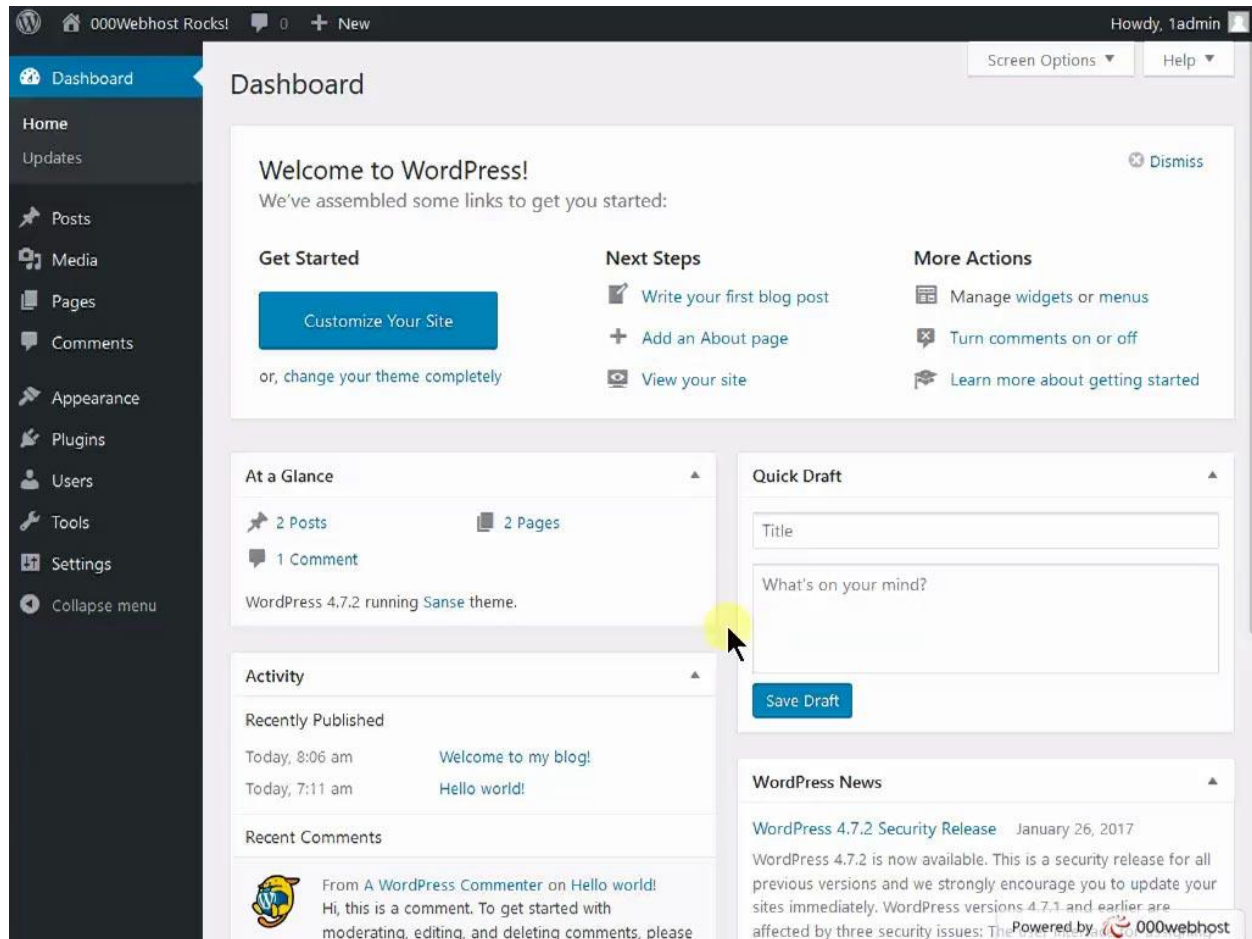 000Webhost Rocks! 0 + New Howdy, 1admin
Screen Options Help
Dashboard
Home
Updates
Posts
Media
Pages
Comments
Appearance
Plugins
Users
Tools
Settings
Collapse menu
Dashboard
Welcome to WordPress!
We've assembled some links to get you started:
Dismiss
Get Started
Customize Your Site
or, change your theme completely
Next Steps
Write your first blog post
Add an About page
View your site
More Actions
Manage widgets or menus
Turn comments on or off
Learn more about getting started
At a Glance
2 Posts 2 Pages
1 Comment
WordPress 4.7.2 running Sanse theme.
Activity
Recently Published
Today, 8:06 am Welcome to my blog!
Today, 7:11 am Hello world!
Recent Comments
From A WordPress Commenter on Hello world!
Hi, this is a comment. To get started with
moderating, editing, and deleting comments, please
Quick Draft
Title
What's on your mind?
Save Draft
WordPress News
WordPress 4.7.2 Security Release January 26, 2017
WordPress 4.7.2 is now available. This is a security release for all
previous versions and we strongly encourage you to update your
sites immediately. WordPress versions 4.7.1 and earlier are
affected by three security issues: The
Powered by 000webhost